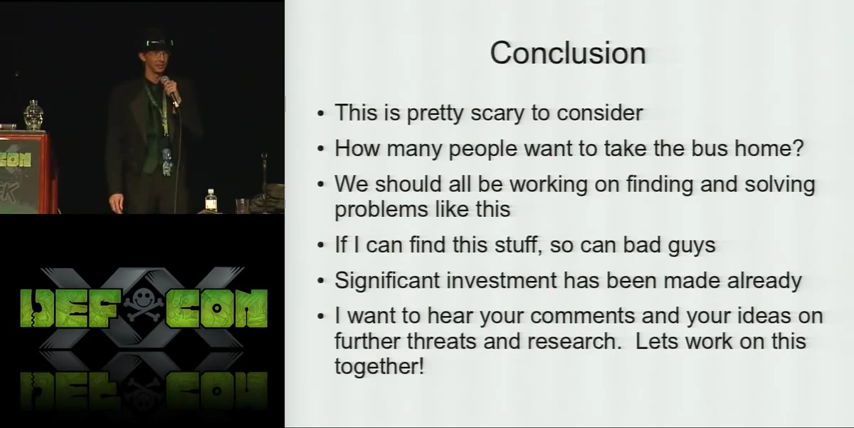 Conclusion
• This is pretty scary to consider
• How many people want to take the bus home?
• We should all be working on finding and solving
problems like this
• If I can find this stuff, so can bad guys
• Significant investment has been made already
• I want to hear your comments and your ideas on
further threats and research.  Lets work on this
together!
CON
DEF CON
XX